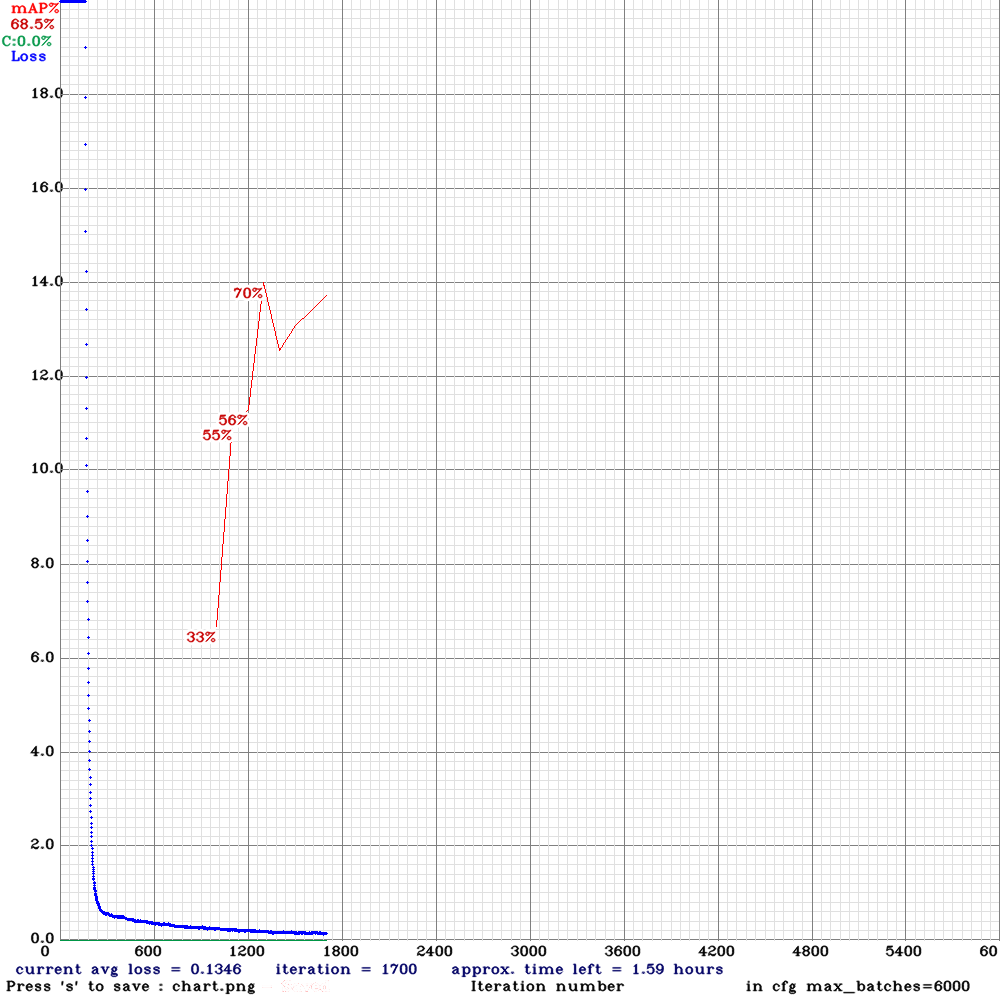 mAP%
68.5%
C:0.0%
Loss
18.0
16.0
14.0
70%
12.0
56%
55%
10.0
8.0
33%
6.0
4.0
2.0
0.0
0 600 1200 1800 2400 3000 3600 4200 4800 5400 60
current avg loss = 0.1346 iteration = 1700 approx. time left = 1.59 hours
Press 's' to save : chart.png Iteration number in cfg max_batches=6000